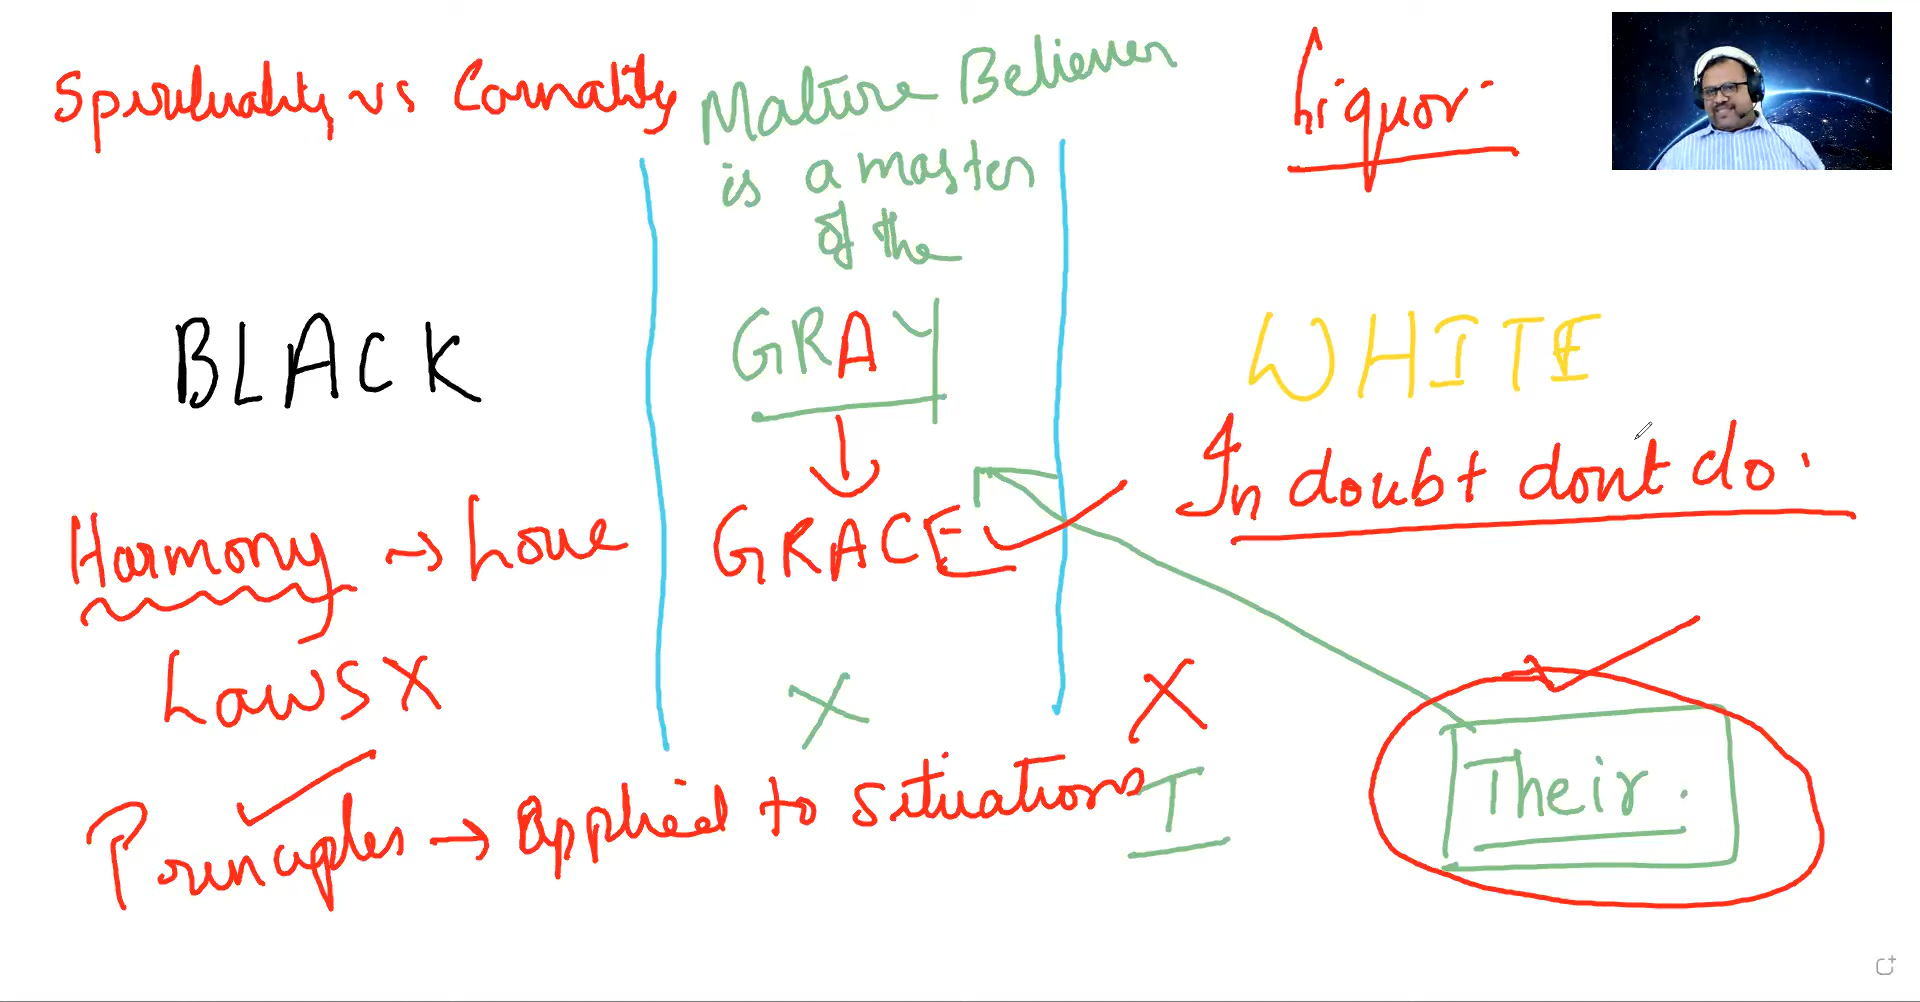 Spirituality vs Carnality
Mature Believer
is a master
of the
Liquor.
BLACK
GRAY
WHITE
In doubt dont do.
Harmony → Love
GRACE
Laws X
X
X
Principles → Applied to Situations
I
Their.